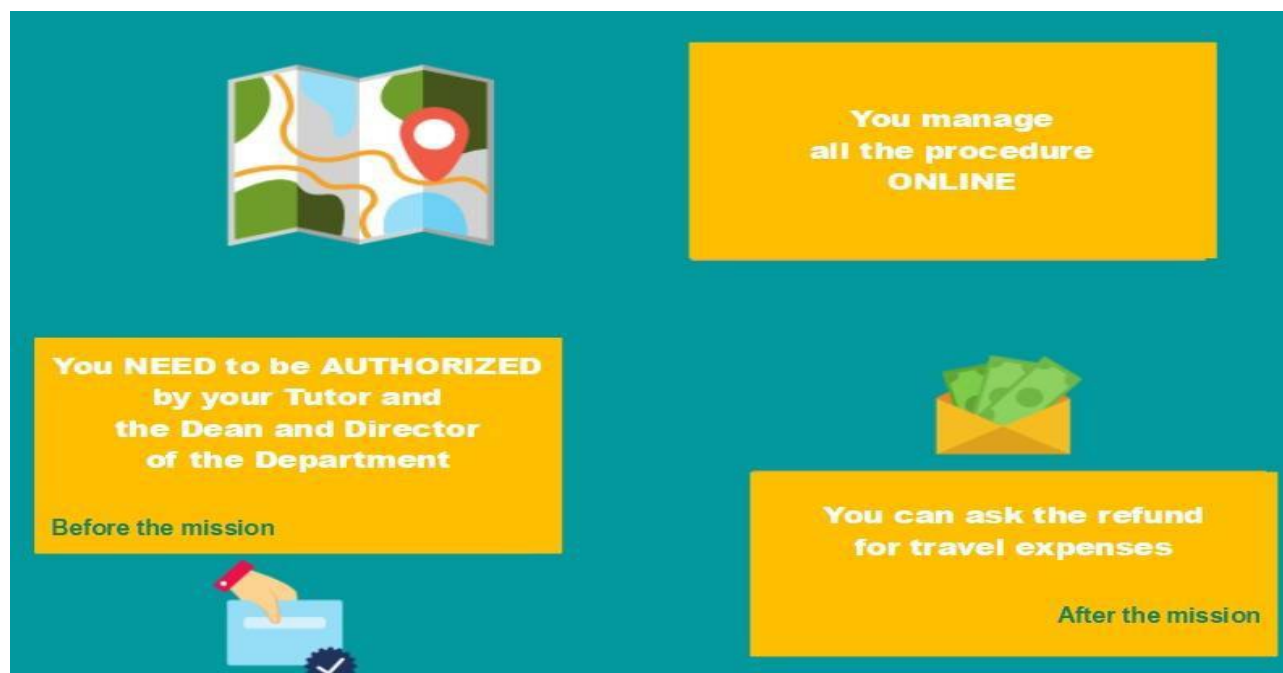 You manage
all the procedure
ONLINE
You NEED to be AUTHORIZED
by your Tutor and
the Dean and Director
of the Department
Before the mission
You can ask the refund
for travel expenses
After the mission